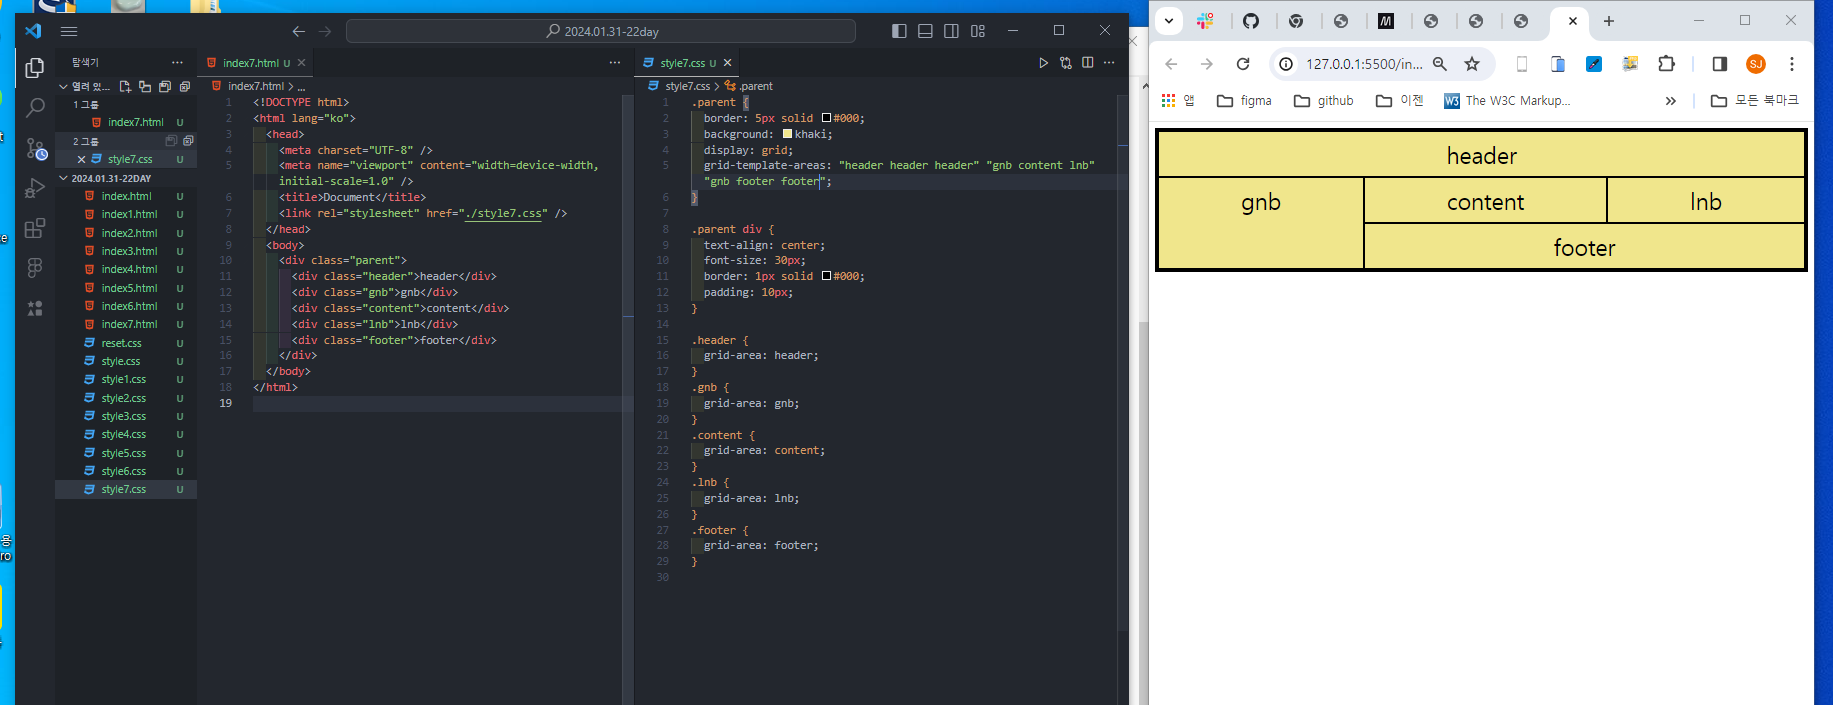 2024.01.31-22day
탐색기
index7.html U
style7.css U
열려 있...
index7.html > ...
style7.css > .parent
1 그룹
index7.html U
2 그룹
style7.css U
2024.01.31-22DAY
index.html U
index1.html U
index2.html U
index3.html U
index4.html U
index5.html U
index6.html U
index7.html U
reset.css U
style.css U
style1.css U
style2.css U
style3.css U
style4.css U
style5.css U
style6.css U
style7.css U
1 <!DOCTYPE html>
2 <html lang="ko">
3 <head>
4 <meta charset="UTF-8" />
5 <meta name="viewport" content="width=device-width,
initial-scale=1.0" />
6 <title>Document</title>
7 <link rel="stylesheet" href="./style7.css" />
8 </head>
9 <body>
10 <div class="parent">
11 <div class="header">header</div>
12 <div class="gnb">gnb</div>
13 <div class="content">content</div>
14 <div class="lnb">lnb</div>
15 <div class="footer">footer</div>
16 </div>
17 </body>
18 </html>
19
1 .parent {
2 border: 5px solid #000;
3 background: khaki;
4 display: grid;
5 grid-template-areas: "header header header" "gnb content lnb"
"gnb footer footer";
6 }
7
8 .parent div {
9 text-align: center;
10 font-size: 30px;
11 border: 1px solid #000;
12 padding: 10px;
13 }
14
15 .header {
16 grid-area: header;
17 }
18 .gnb {
19 grid-area: gnb;
20 }
21 .content {
22 grid-area: content;
23 }
24 .lnb {
25 grid-area: lnb;
26 }
27 .footer {
28 grid-area: footer;
29 }
30
127.0.0.1:5500/in...
SJ
앱
figma
github
이젠
W3 The W3C Markup...
모든 북마크
header
gnb
content
lnb
footer
용
ro